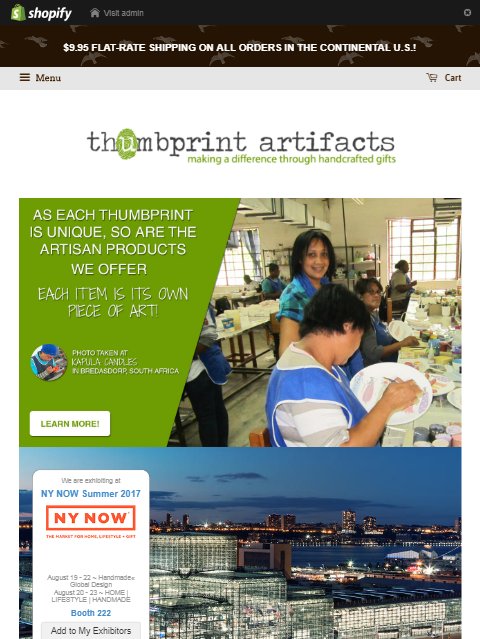 shopify Visit admin
$9.95 FLAT-RATE SHIPPING ON ALL ORDERS IN THE CONTINENTAL U.S.!
Menu Cart
thumbprint artifacts
making a difference through handcrafted gifts
AS EACH THUMBPRINT
IS UNIQUE, SO ARE THE
ARTISAN PRODUCTS
WE OFFER
EACH ITEM IS ITS OWN
PIECE OF ART!
PHOTO TAKEN AT
KAPULA CANDLES
IN BREDASDORP, SOUTH AFRICA
LEARN MORE!
We are exhibiting at
NY NOW Summer 2017
NY NOW
THE MARKET FOR HOME, LIFESTYLE + GIFT
August 19 - 22 ~ Handmade«
Global Design
August 20 - 23 ~ HOME |
LIFESTYLE | HANDMADE
Booth 222
Add to My Exhibitors